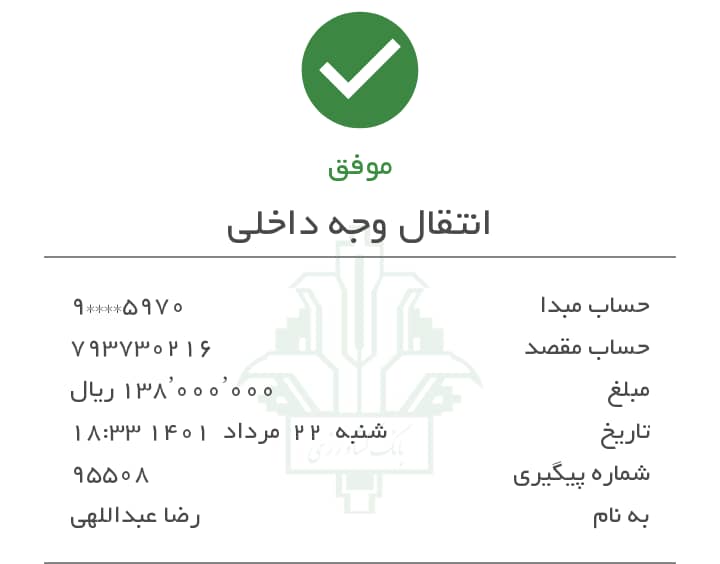 موفق
انتقال وجه داخلی
حساب مبدا ۹****۵۹۷۰
حساب مقصد ۷۹۳۷۳۰۲۱۶
مبلغ ۱۳۸٬۰۰۰٬۰۰۰ ریال
تاریخ شنبه ۲۲ مرداد ۱۴۰۱ ۱۸:۳۳
شماره پیگیری ۹۵۵۰۸
به نام رضا عبداللهی
بانک کشاورزی